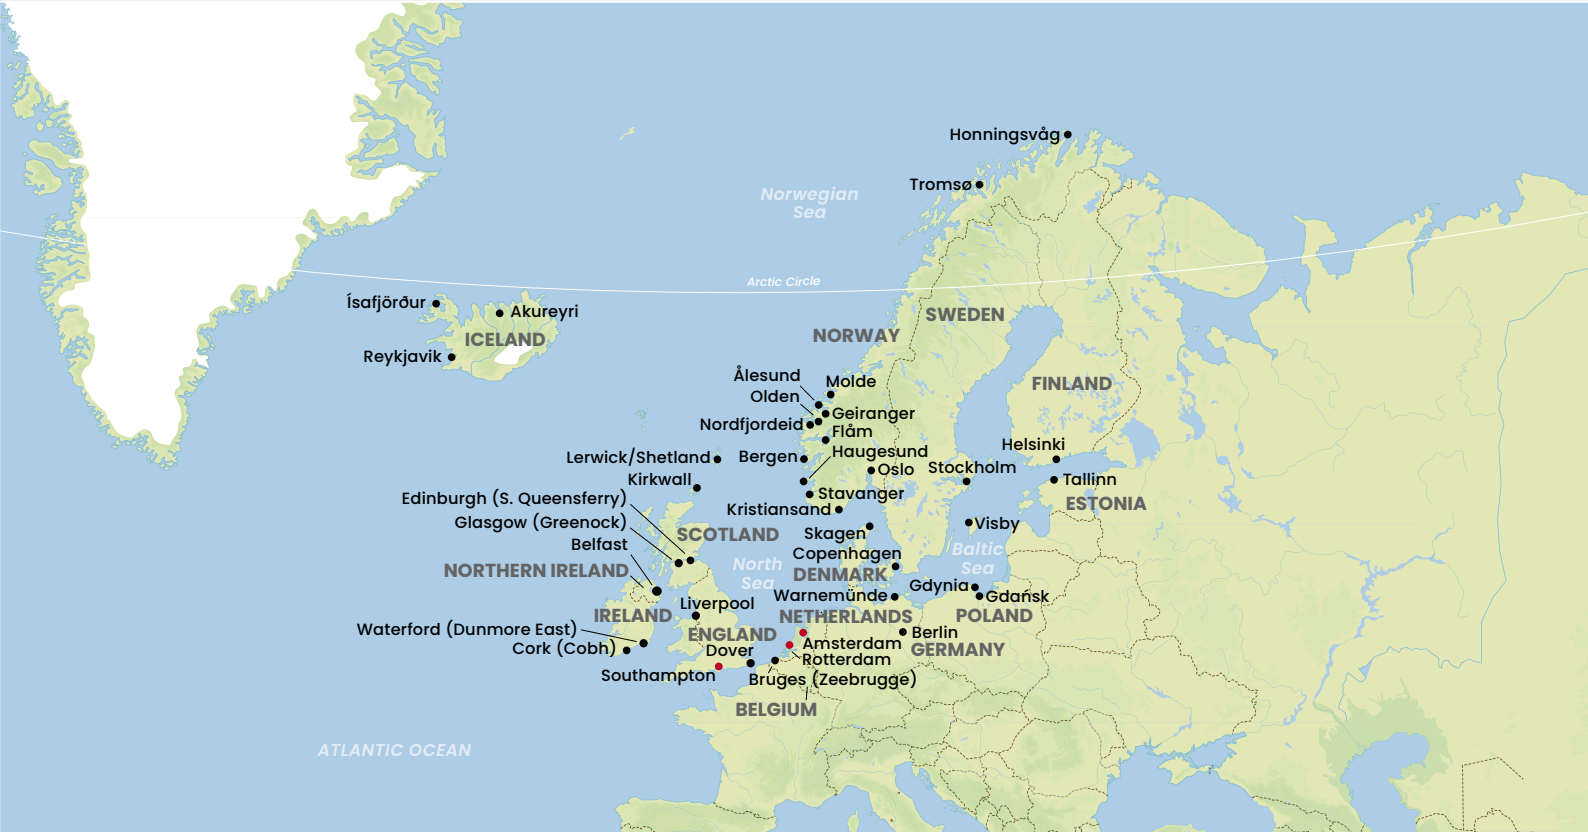 Honningsvåg
Tromsø
Norwegian
Sea
Arctic Circle
Ísafjörður
Akureyri
ICELAND
Reykjavik
SWEDEN
NORWAY
FINLAND
Ålesund
Molde
Olden
Geiranger
Nordfjordeid
Flåm
Haugesund
Bergen
Lerwick/Shetland
Oslo
Stockholm
Helsinki
Kirkwall
Tallinn
Edinburgh (S. Queensferry)
Stavanger
ESTONIA
Kristiansand
Glasgow (Greenock)
Visby
SCOTLAND
Skagen
Belfast
Copenhagen
Baltic
Sea
NORTHERN IRELAND
North
Sea
DENMARK
Gdynia
Warnemünde
Gdańsk
Liverpool
IRELAND
NETHERLANDS
POLAND
Waterford (Dunmore East)
ENGLAND
Berlin
Amsterdam
Cork (Cobh)
Dover
GERMANY
Rotterdam
Southampton
Bruges (Zeebrugge)
BELGIUM
ATLANTIC OCEAN